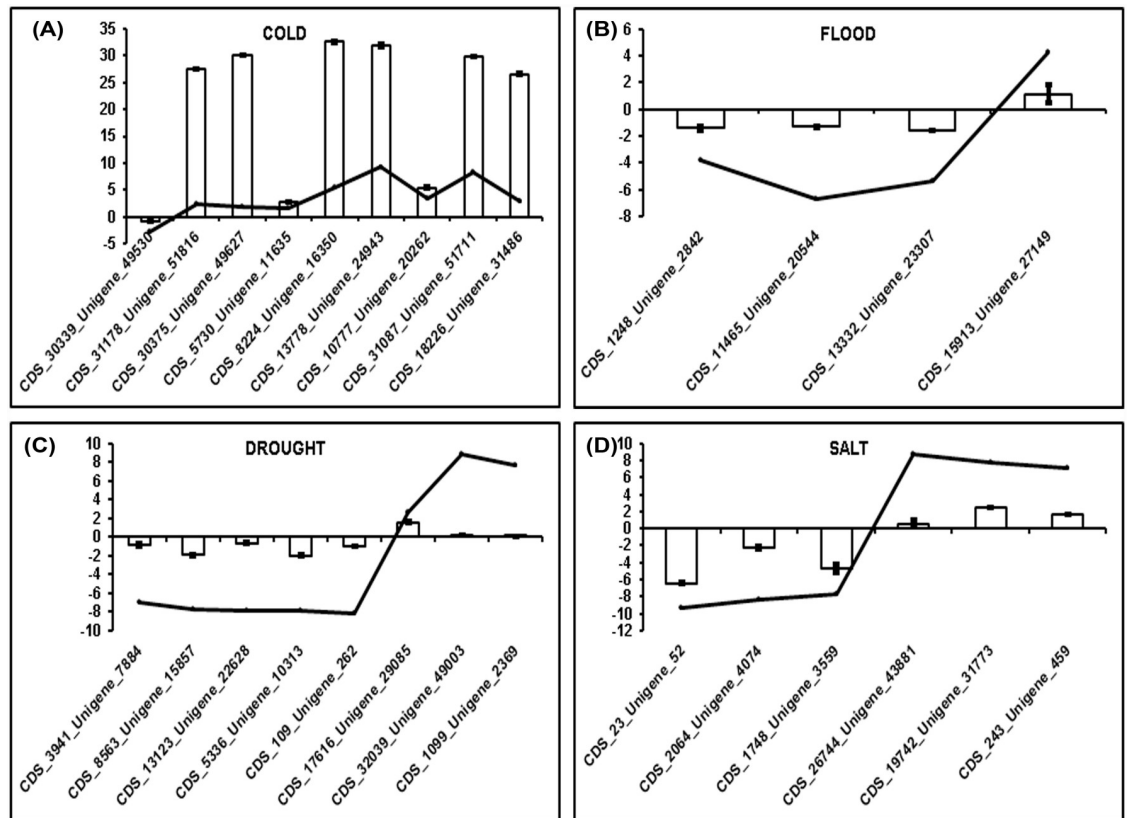 (A)
COLD
35
30
25
20
15
10
5
0
-5
CDS_30339_Unigene_49530
CDS_31178_Unigene_51816
CDS_30375_Unigene_49627
CDS_5730_Unigene_11635
CDS_8224_Unigene_16350
CDS_13778_Unigene_24943
CDS_10777_Unigene_20262
CDS_31087_Unigene_51711
CDS_18226_Unigene_31486
(B)
FLOOD
6
4
2
0
-2
-4
-6
-8
CDS_1248_Unigene_2842
CDS_11465_Unigene_20544
CDS_13332_Unigene_23307
CDS_15913_Unigene_27149
(C)
DROUGHT
10
8
6
4
2
0
-2
-4
-6
-8
-10
CDS_3941_Unigene_7884
CDS_8563_Unigene_15857
CDS_13123_Unigene_22628
CDS_5336_Unigene_10313
CDS_109_Unigene_262
CDS_17616_Unigene_29085
CDS_32039_Unigene_49003
CDS_1099_Unigene_2369
(D)
SALT
10
8
6
4
2
0
-2
-4
-6
-8
-10
-12
CDS_23_Unigene_52
CDS_2064_Unigene_4074
CDS_1748_Unigene_3559
CDS_26744_Unigene_43881
CDS_19742_Unigene_31773
CDS_243_Unigene_459